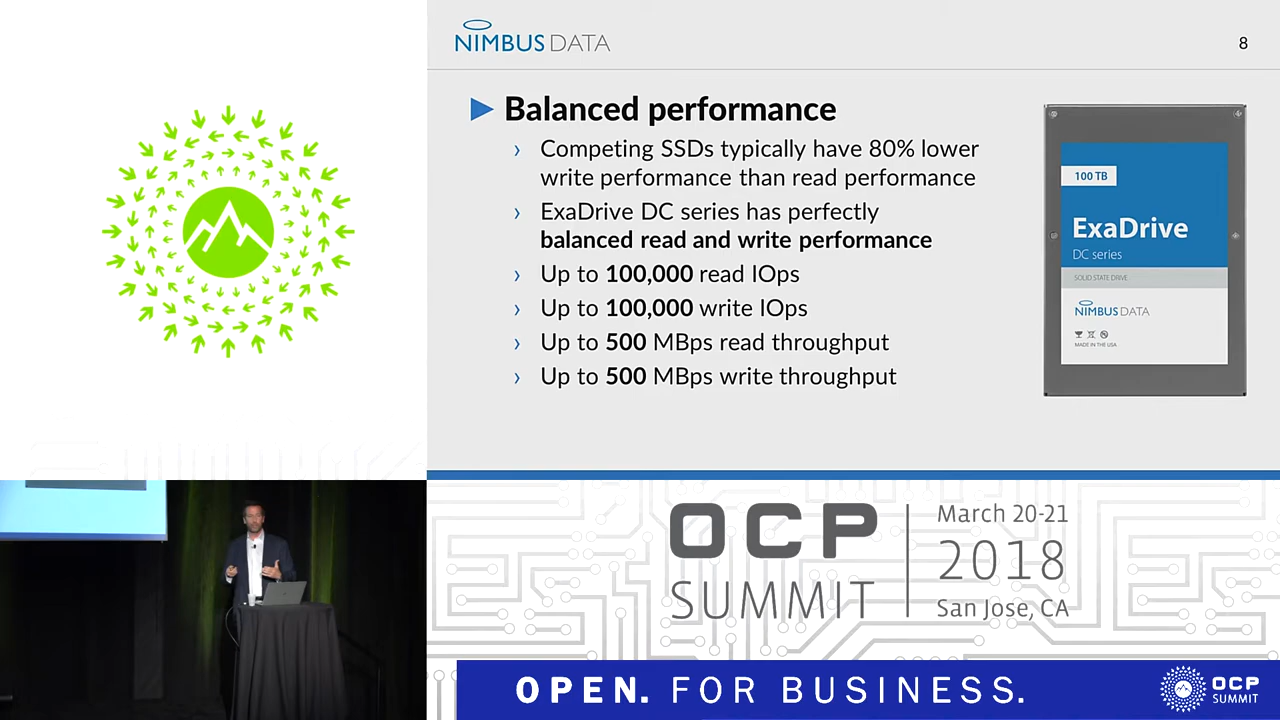 NIMBUS DATA
8
Balanced performance
› Competing SSDs typically have 80% lower
write performance than read performance
› ExaDrive DC series has perfectly
balanced read and write performance
› Up to 100,000 read IOps
› Up to 100,000 write IOps
› Up to 500 MBps read throughput
› Up to 500 MBps write throughput
100 TB
ExaDrive
DC series
SOLID STATE DRIVE
NIMBUS DATA
MADE IN THE USA
OCP
SUMMIT
March 20-21
2018
San Jose, CA
OPEN. FOR BUSINESS.
OCP
SUMMIT